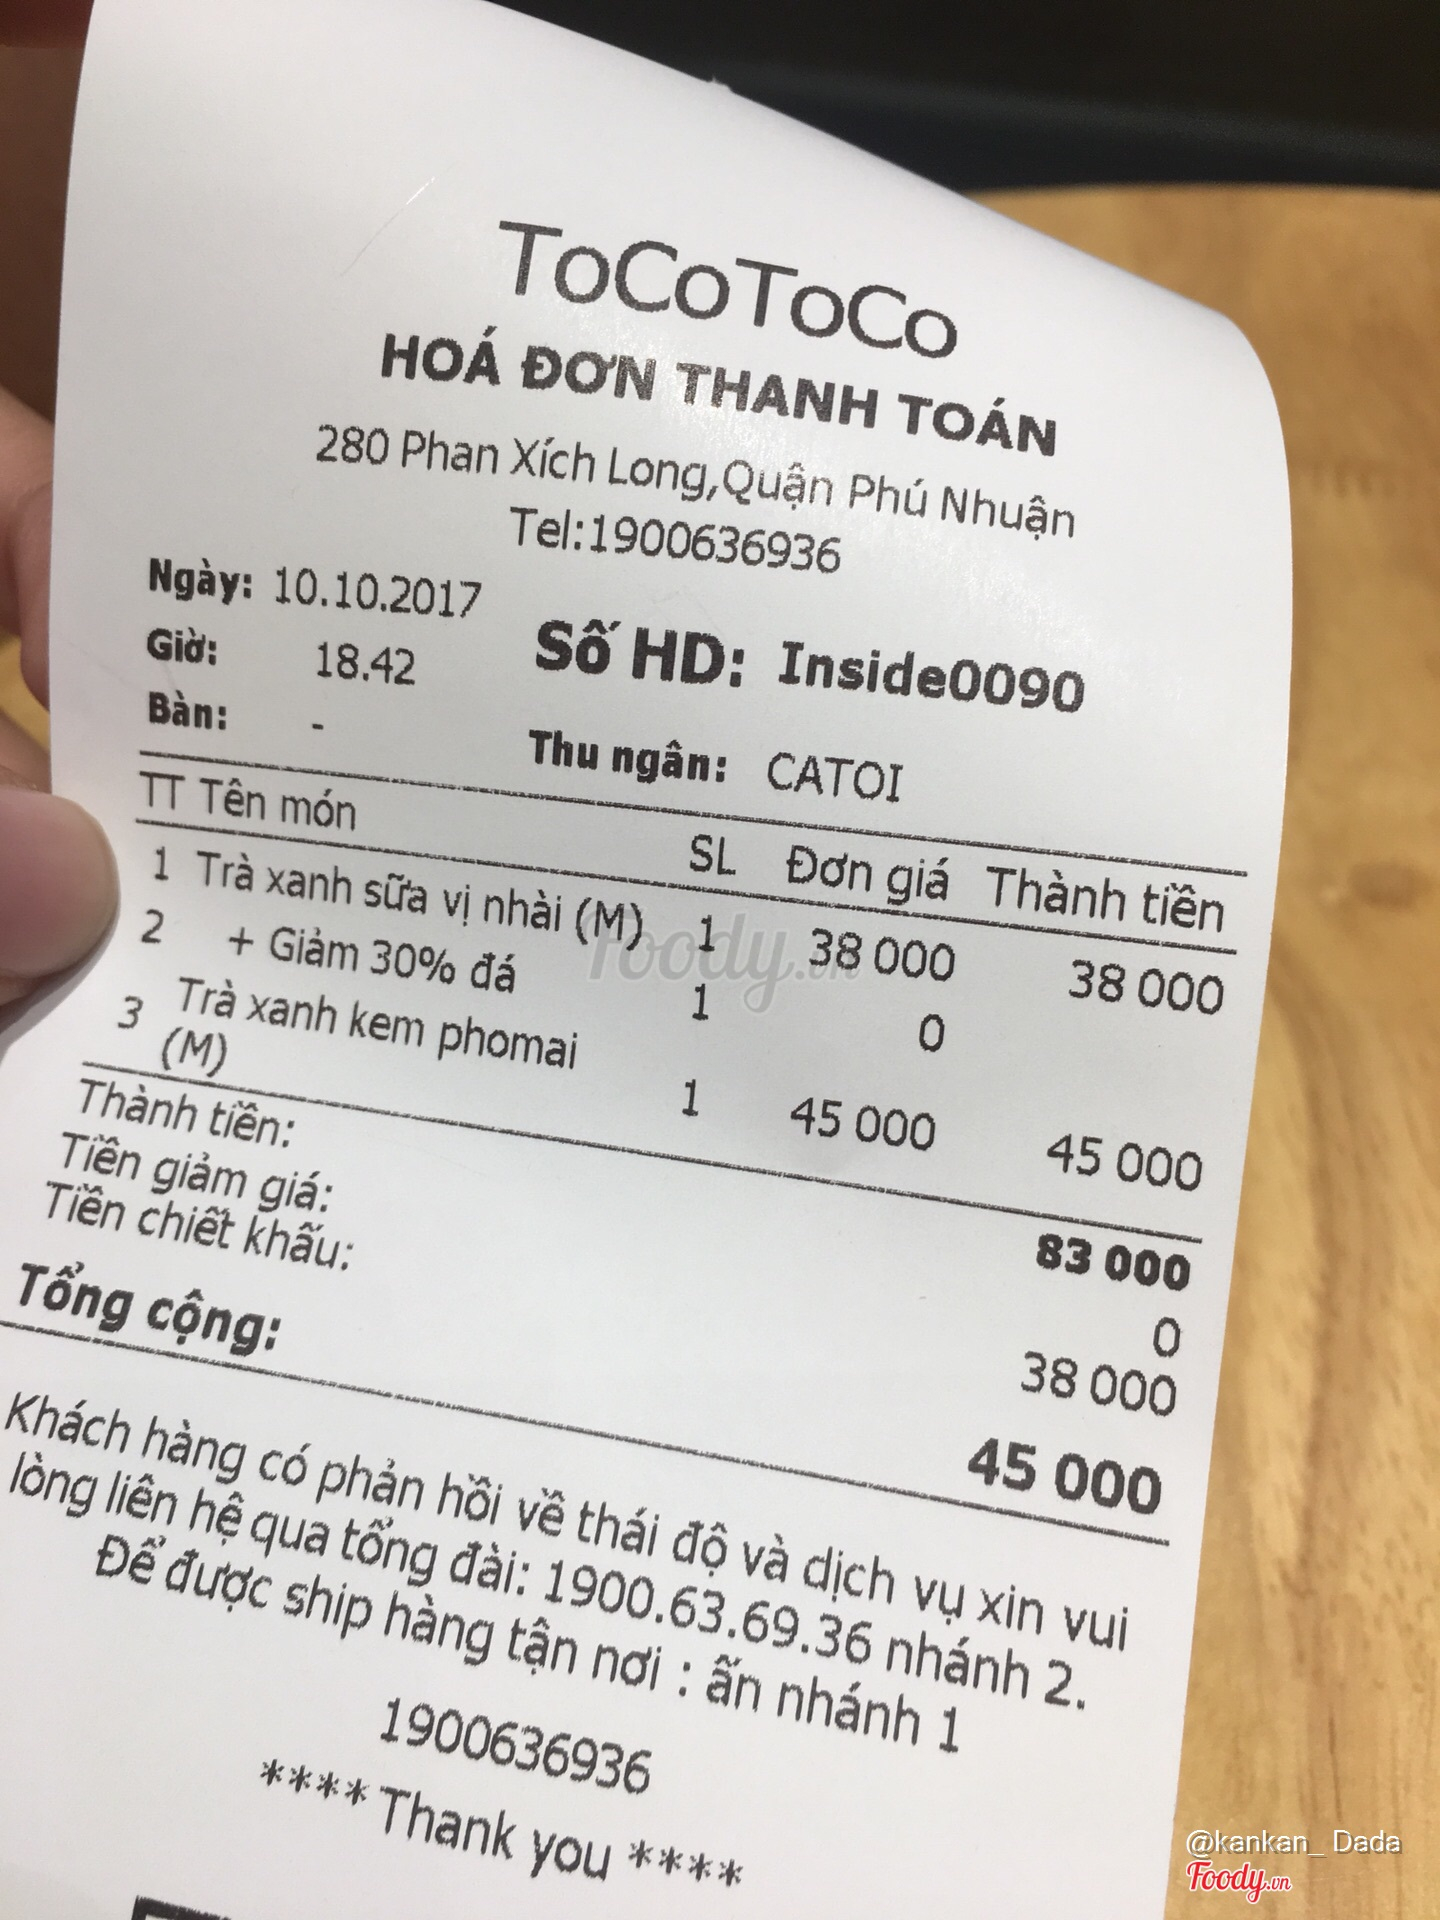 ToCoToCo
HOÁ ĐƠN THANH TOÁN
280 Phan Xích Long,Quận Phú Nhuận
Tel:1900636936
Ngày: 10.10.2017
Giờ: 18.42 Số HD: Inside0090
Bàn: - Thu ngân: CATOI
TT Tên món SL Đơn giá Thành tiền
1 Trà xanh sữa vị nhài (M) 1 38 000 38 000
2 + Giảm 30% đá 1 0
3 Trà xanh kem phomai
(M) 1 45 000 45 000
Thành tiền: 83 000
Tiền giảm giá: 0
Tiền chiết khấu: 38 000
Tổng cộng: 45 000
Khách hàng có phản hồi về thái độ và dịch vụ xin vui
lòng liên hệ qua tổng đài: 1900.63.69.36 nhánh 2.
Để được ship hàng tận nơi : ấn nhánh 1
1900636936
**** Thank you ****
Foody.vn
@kankan_ Dada
Foody.vn